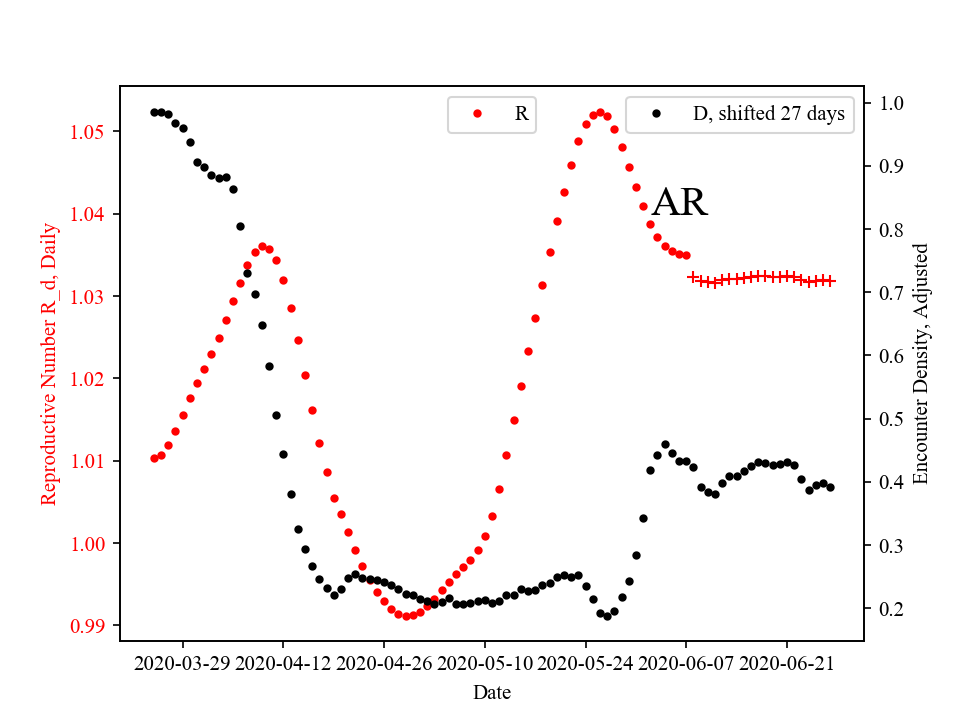 R
D, shifted 27 days
AR
Reproductive Number R_d, Daily
1.05
1.04
1.03
1.02
1.01
1.00
0.99
1.0
0.9
0.8
0.7
0.6
0.5
0.4
0.3
0.2
Encounter Density, Adjusted
2020-03-29 2020-04-12 2020-04-26 2020-05-10 2020-05-24 2020-06-07 2020-06-21
Date